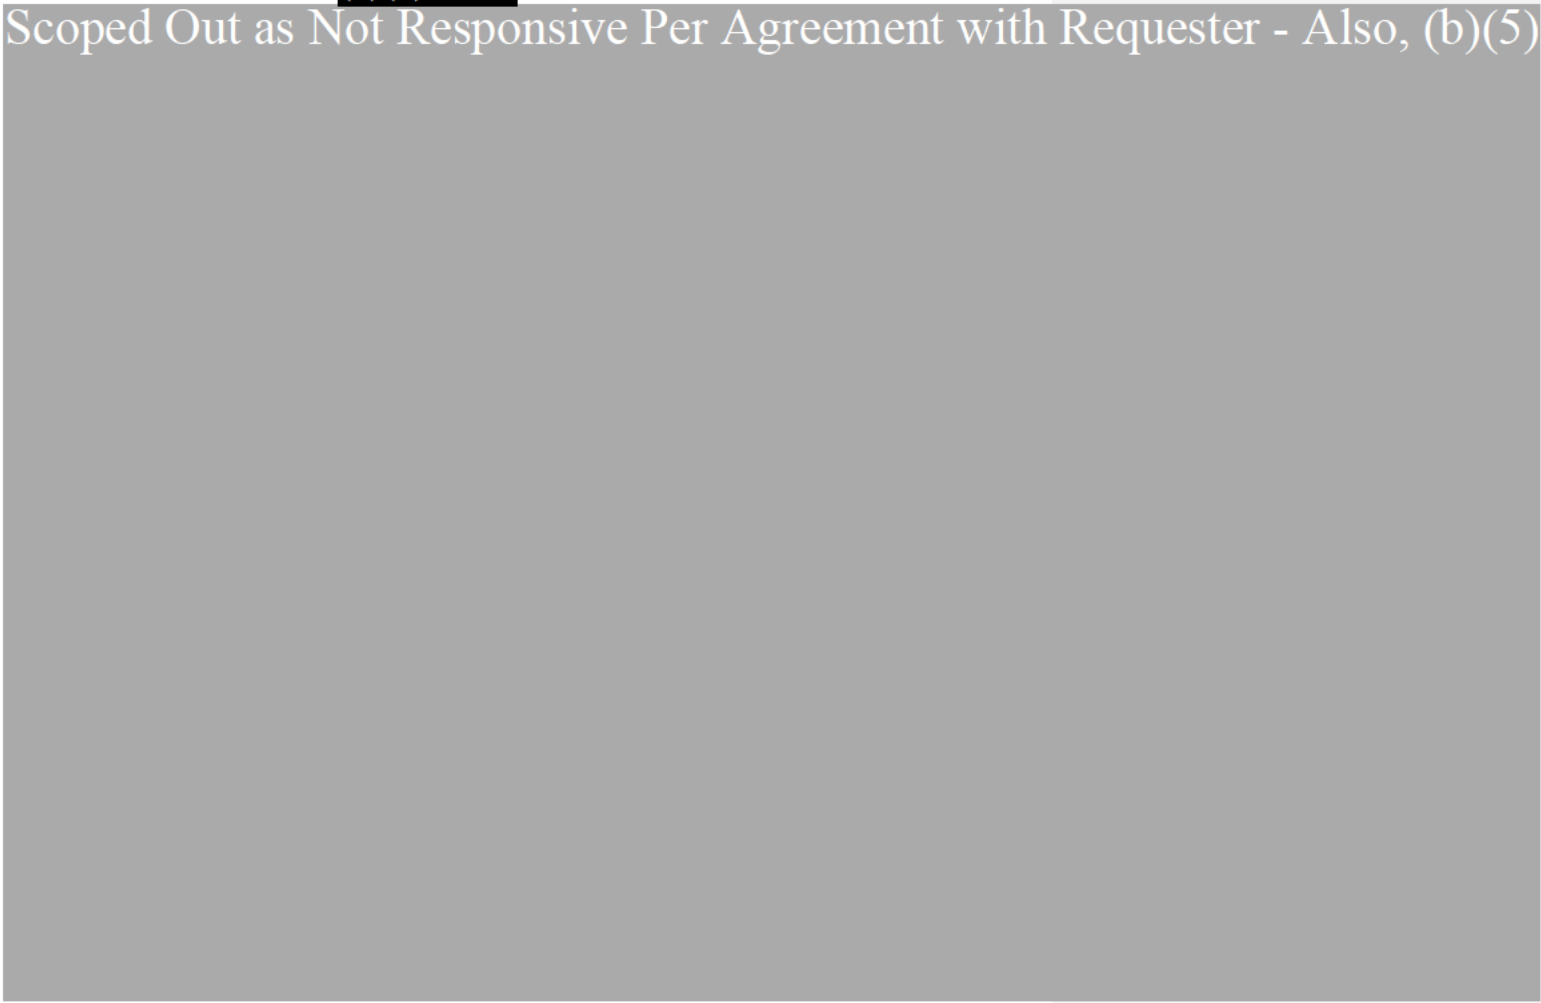 Scoped Out as Not Responsive Per Agreement with Requester - Also, (b)(5)